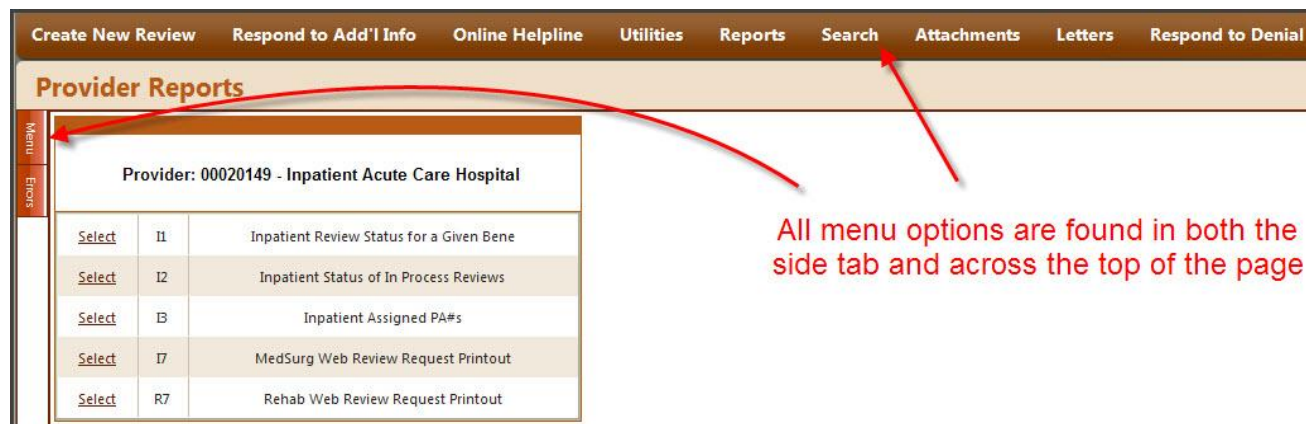 Create New Review Respond to Add'l Info Online Helpline Utilities Reports Search Attachments Letters Respond to Denial
Provider Reports
Menu
Errors
Provider: 00020149 - Inpatient Acute Care Hospital
Select I1 Inpatient Review Status for a Given Bene
Select I2 Inpatient Status of In Process Reviews
Select I3 Inpatient Assigned PA#s
Select I7 MedSurg Web Review Request Printout
Select R7 Rehab Web Review Request Printout
All menu options are found in both the
side tab and across the top of the page